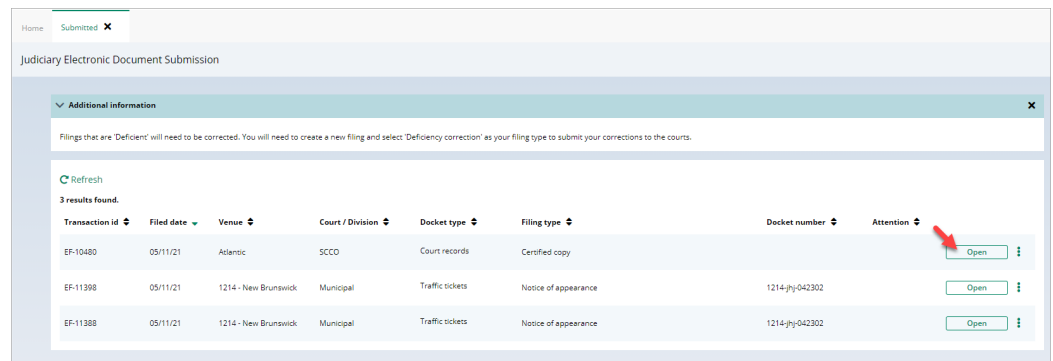 Home Submitted
Judiciary Electronic Document Submission
Additional information
Filings that are 'Deficient' will need to be corrected. You will need to create a new filing and select 'Deficiency correction' as your filing type to submit your corrections to the courts.
Refresh
3 results found.
Transaction id Filed date Venue Court / Division Docket type Filing type Docket number Attention
EF-10480 05/11/21 Atlantic SCCO Court records Certified copy Open
EF-11398 05/11/21 1214 - New Brunswick Municipal Traffic tickets Notice of appearance 1214-jhj-042302 Open
EF-11388 05/11/21 1214 - New Brunswick Municipal Traffic tickets Notice of appearance 1214-jhj-042302 Open